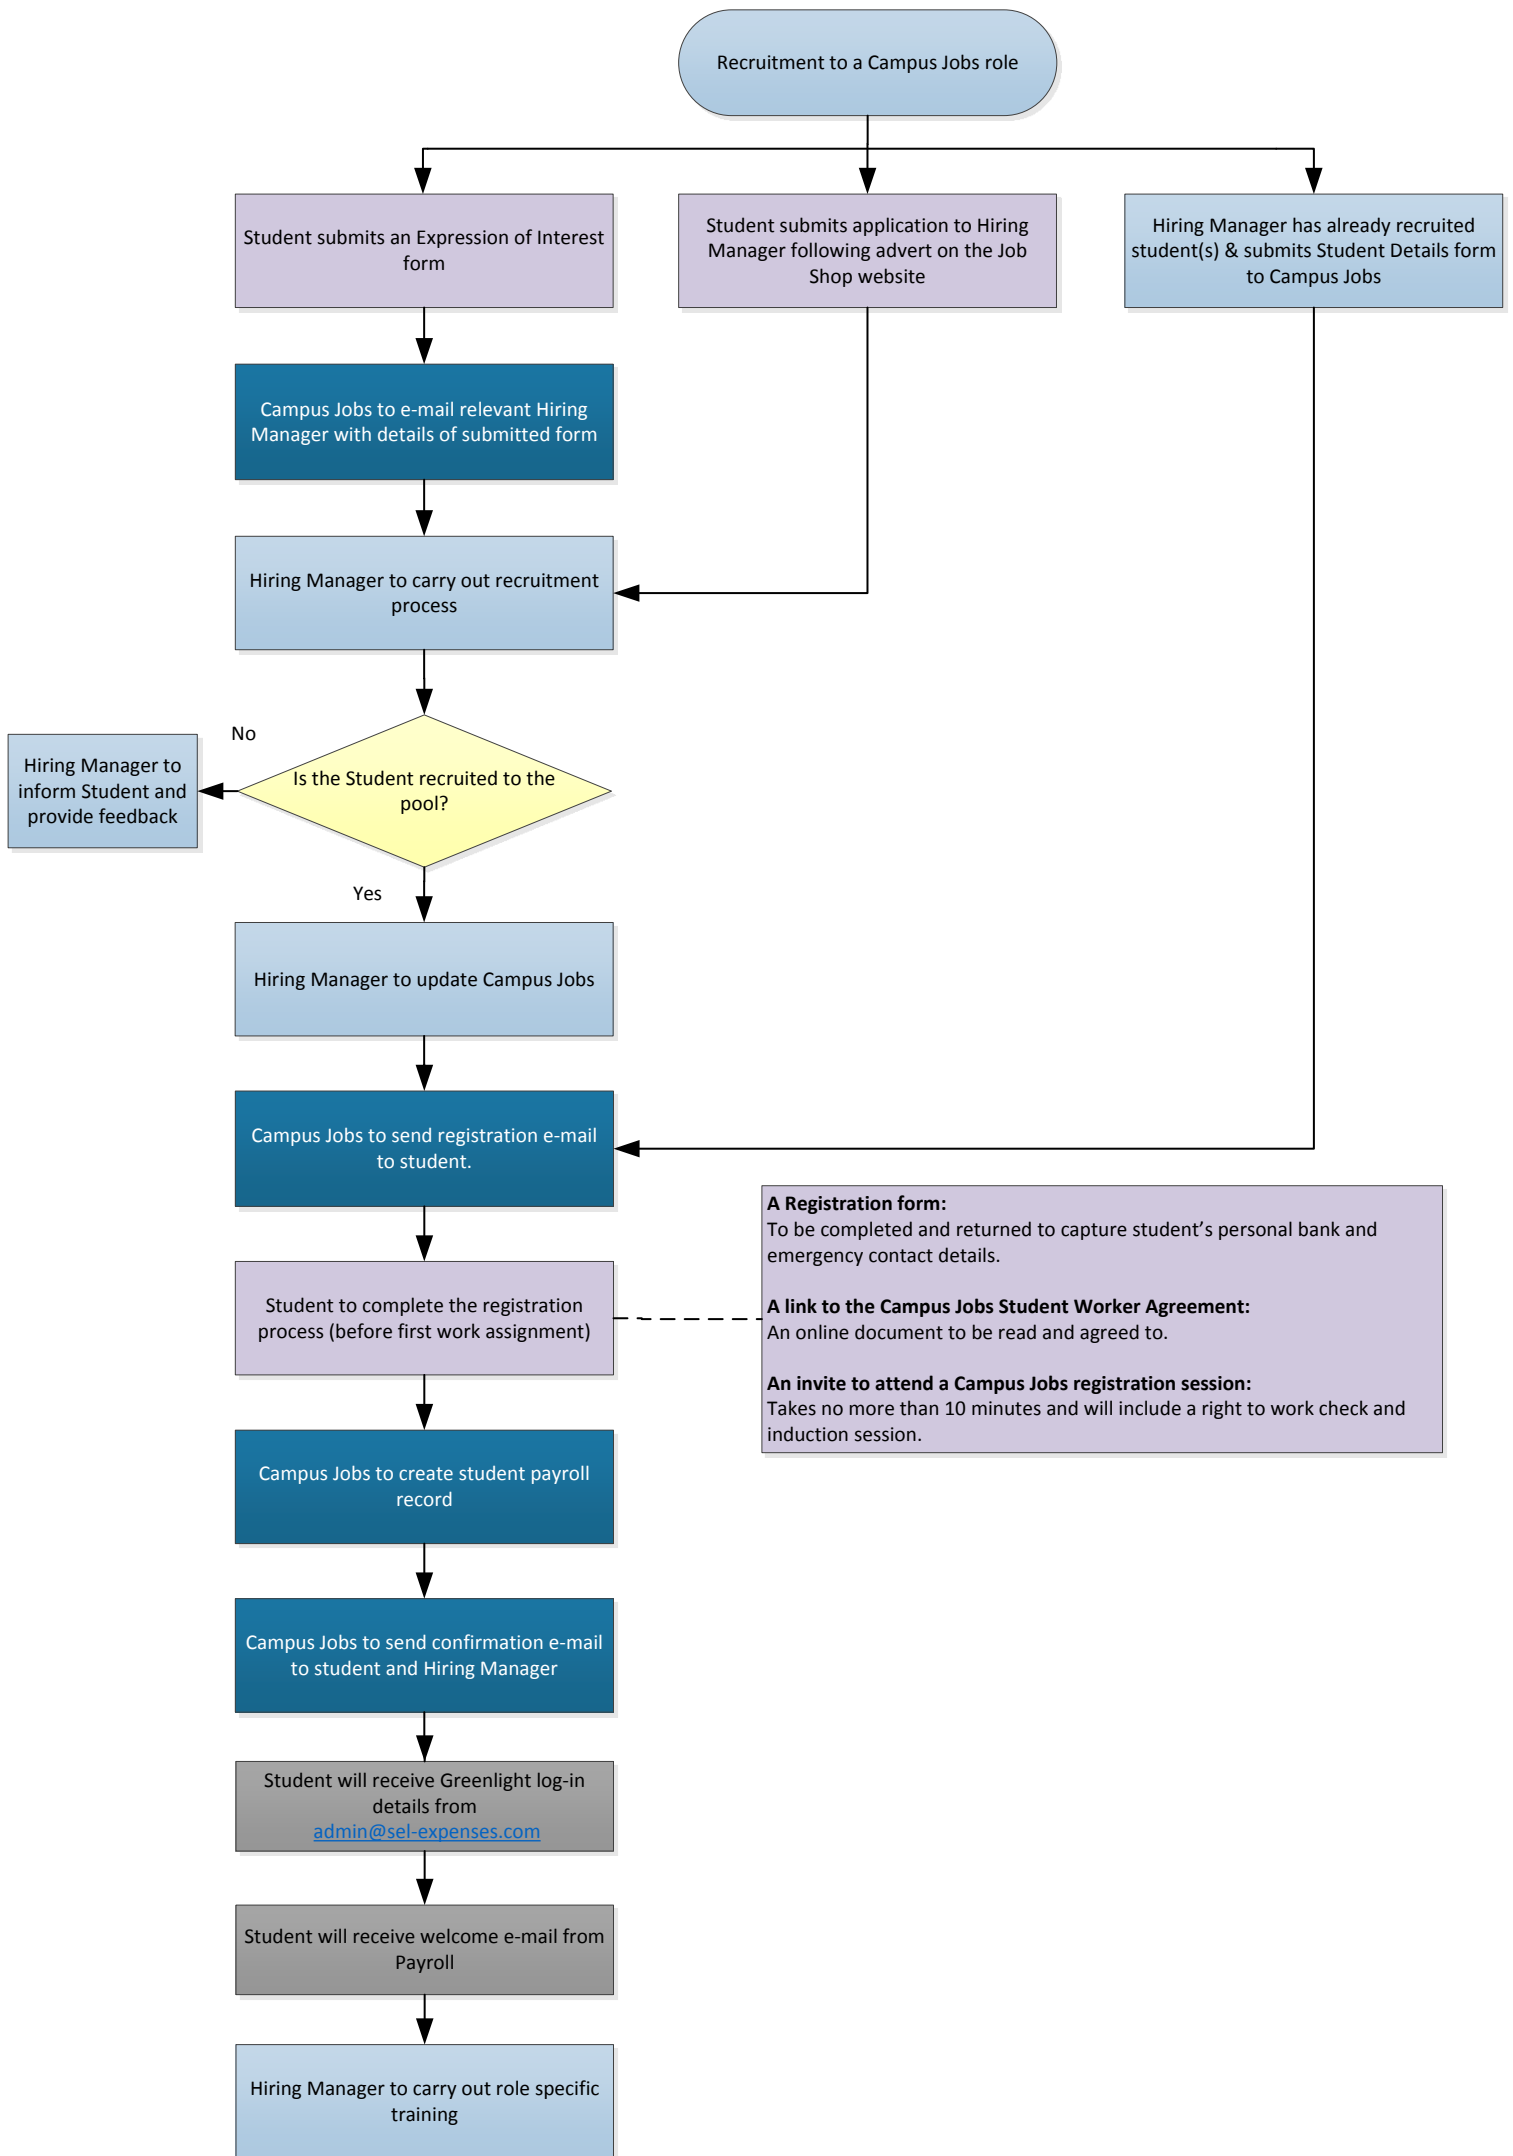 Recruitment to a Campus Jobs role
Student submits an Expression of Interest
form
Student submits application to Hiring
Manager following advert on the Job
Shop website
Hiring Manager has already recruited
student(s) & submits Student Details form
to Campus Jobs
Campus Jobs to e-mail relevant Hiring
Manager with details of submitted form
Hiring Manager to carry out recruitment
process
No
Hiring Manager to
inform Student and
provide feedback
Is the Student recruited to the
pool?
Yes
Hiring Manager to update Campus Jobs
Campus Jobs to send registration e-mail
to student.
A Registration form:
To be completed and returned to capture student’s personal bank and
emergency contact details.
A link to the Campus Jobs Student Worker Agreement:
An online document to be read and agreed to.
An invite to attend a Campus Jobs registration session:
Takes no more than 10 minutes and will include a right to work check and
induction session.
Student to complete the registration
process (before first work assignment)
Campus Jobs to create student payroll
record
Campus Jobs to send confirmation e-mail
to student and Hiring Manager
Student will receive Greenlight log-in
details from
admin@sel-expenses.com
Student will receive welcome e-mail from
Payroll
Hiring Manager to carry out role specific
training